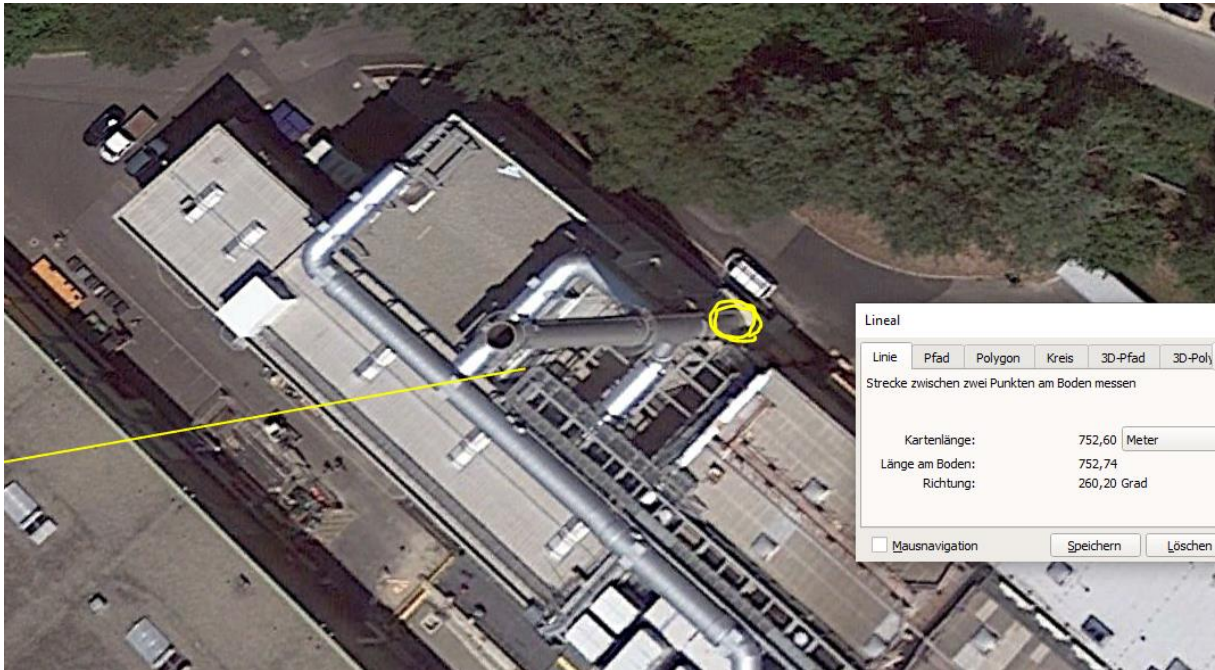 Lineal
Linie Pfad Polygon Kreis 3D-Pfad 3D-Poly
Strecke zwischen zwei Punkten am Boden messen
Kartenlänge: 752,60 Meter
Länge am Boden: 752,74
Richtung: 260,20 Grad
Mausnavigation Speichern Löschen